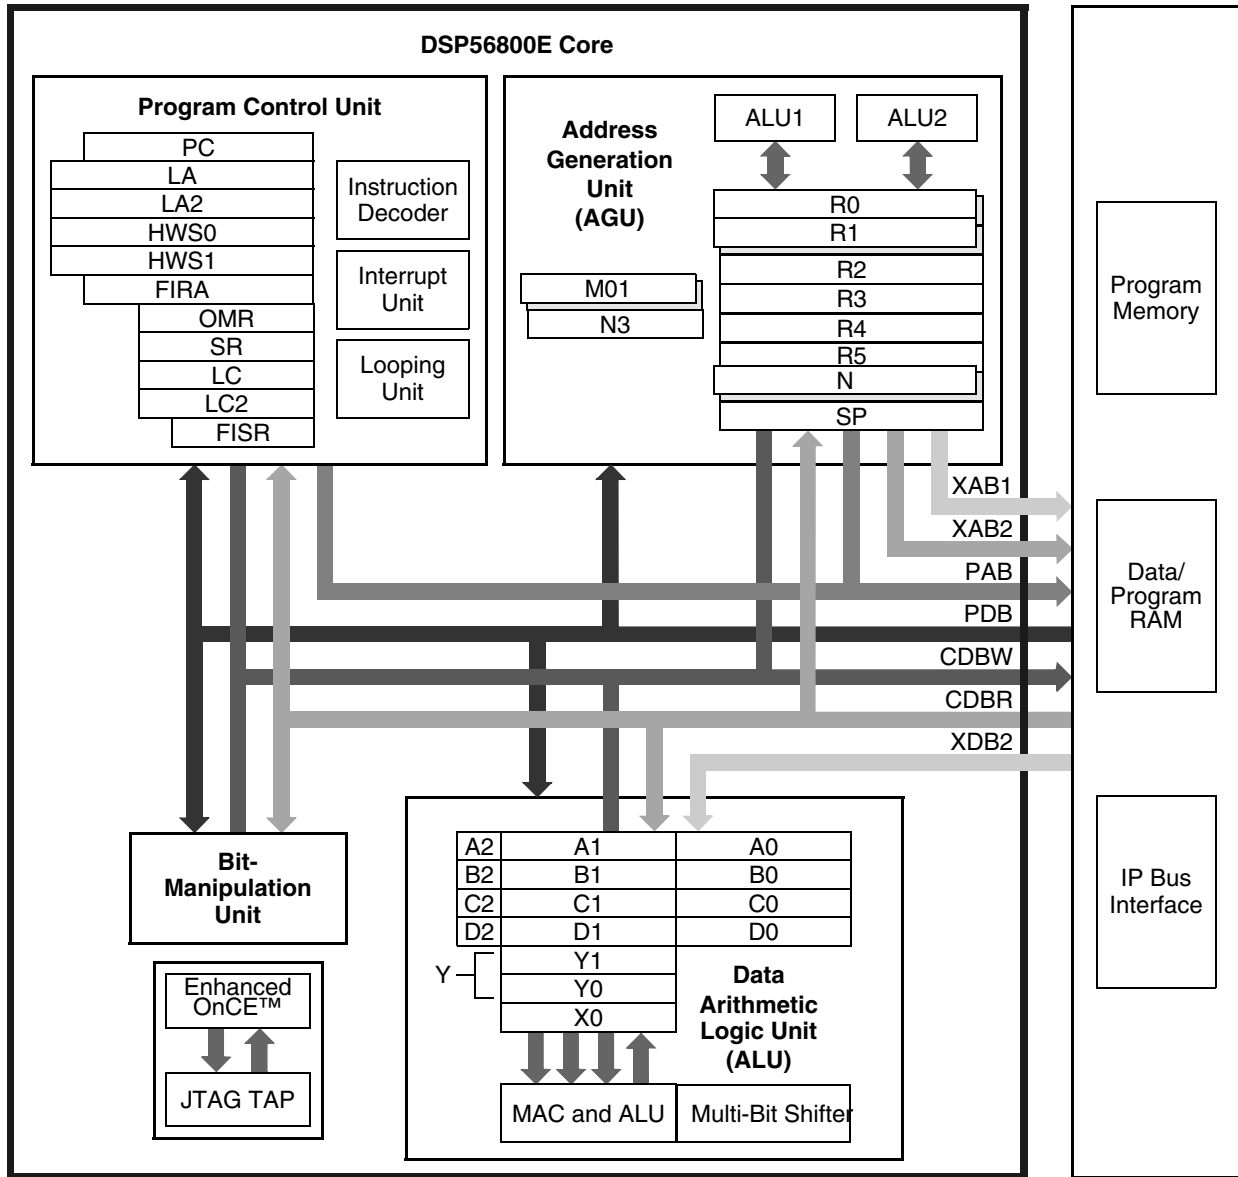 DSP56800E Core
Program Control Unit
PC
LA
LA2
HWS0
HWS1
FIRA
OMR
SR
LC
LC2
FISR
Instruction
Decoder
Interrupt
Unit
Looping
Unit
Address
Generation
Unit
(AGU)
ALU1
ALU2
R0
R1
R2
R3
R4
R5
N
SP
M01
N3
XAB1
XAB2
PAB
PDB
CDBW
CDBR
XDB2
Program
Memory
Data/
Program
RAM
IP Bus
Interface
Bit-
Manipulation
Unit
Enhanced
OnCE™
JTAG TAP
A2 A1 A0
B2 B1 B0
C2 C1 C0
D2 D1 D0
Y
Y1
Y0
X0
Data
Arithmetic
Logic Unit
(ALU)
MAC and ALU
Multi-Bit Shifter